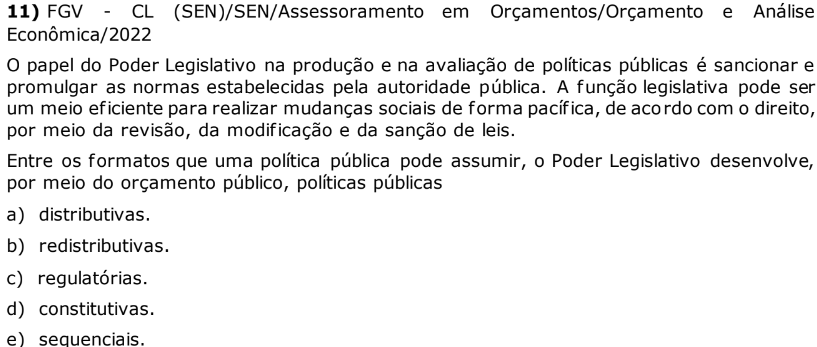 11) FGV - CL (SEN)/SEN/Assessoramento em Orçamentos/Orçamento e Análise
Econômica/2022
O papel do Poder Legislativo na produção e na avaliação de políticas públicas é sancionar e
promulgar as normas estabelecidas pela autoridade pública. A função legislativa pode ser
um meio eficiente para realizar mudanças sociais de forma pacífica, de acordo com o direito,
por meio da revisão, da modificação e da sanção de leis.
Entre os formatos que uma política pública pode assumir, o Poder Legislativo desenvolve,
por meio do orçamento público, políticas públicas
a) distributivas.
b) redistributivas.
c) regulatórias.
d) constitutivas.
e) sequenciais.